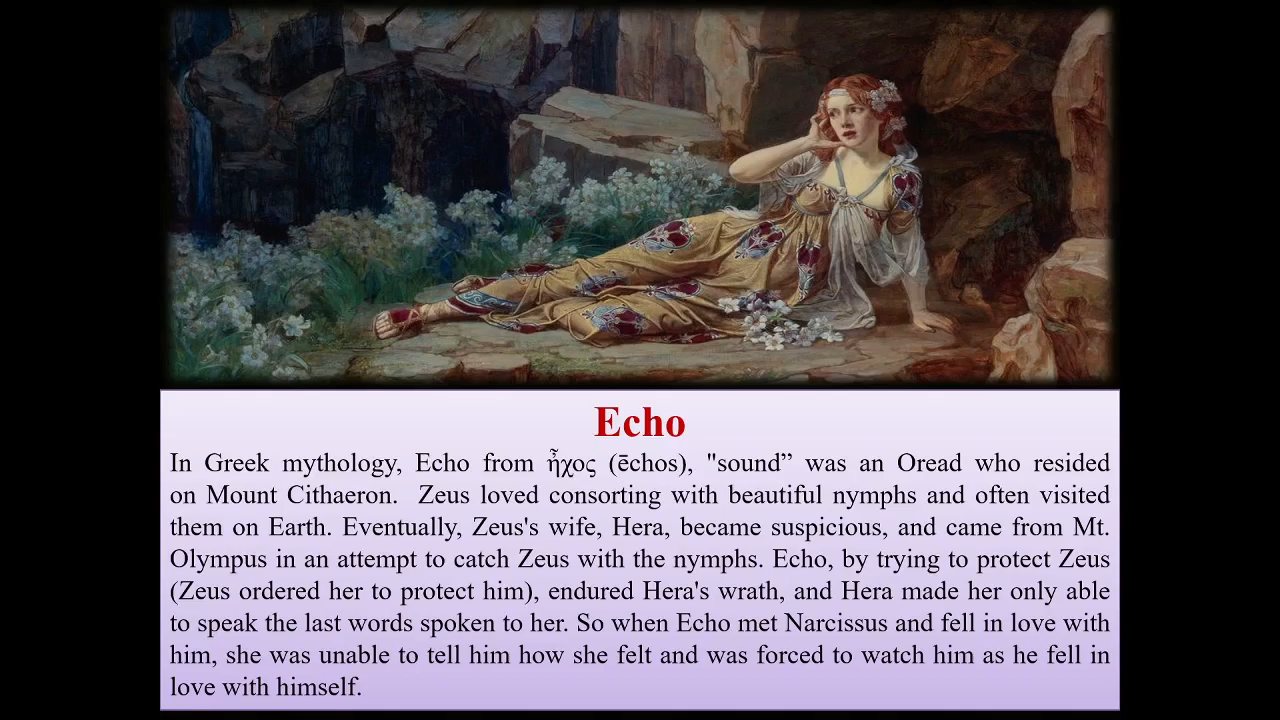 Echo
In Greek mythology, Echo from ἦχος (ēchos), "sound” was an Oread who resided
on Mount Cithaeron.  Zeus loved consorting with beautiful nymphs and often visited
them on Earth. Eventually, Zeus's wife, Hera, became suspicious, and came from Mt.
Olympus in an attempt to catch Zeus with the nymphs. Echo, by trying to protect Zeus
(Zeus ordered her to protect him), endured Hera's wrath, and Hera made her only able
to speak the last words spoken to her. So when Echo met Narcissus and fell in love with
him, she was unable to tell him how she felt and was forced to watch him as he fell in
love with himself.